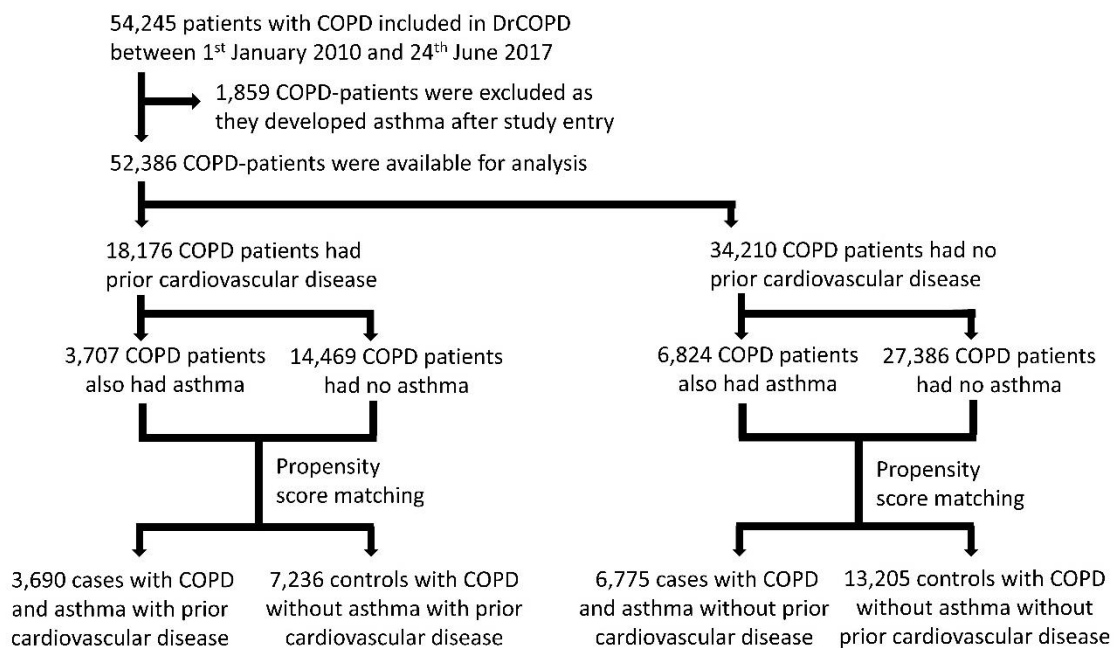 54,245 patients with COPD included in DrCOPD
between 1st January 2010 and 24th June 2017
1,859 COPD-patients were excluded as
they developed asthma after study entry
52,386 COPD-patients were available for analysis
18,176 COPD patients had
prior cardiovascular disease
34,210 COPD patients had no
prior cardiovascular disease
3,707 COPD patients
also had asthma
14,469 COPD patients
had no asthma
6,824 COPD patients
also had asthma
27,386 COPD patients
had no asthma
Propensity
score matching
Propensity
score matching
3,690 cases with COPD
and asthma with prior
cardiovascular disease
7,236 controls with COPD
without asthma with prior
cardiovascular disease
6,775 cases with COPD
and asthma without prior
cardiovascular disease
13,205 controls with COPD
without asthma without
prior cardiovascular disease